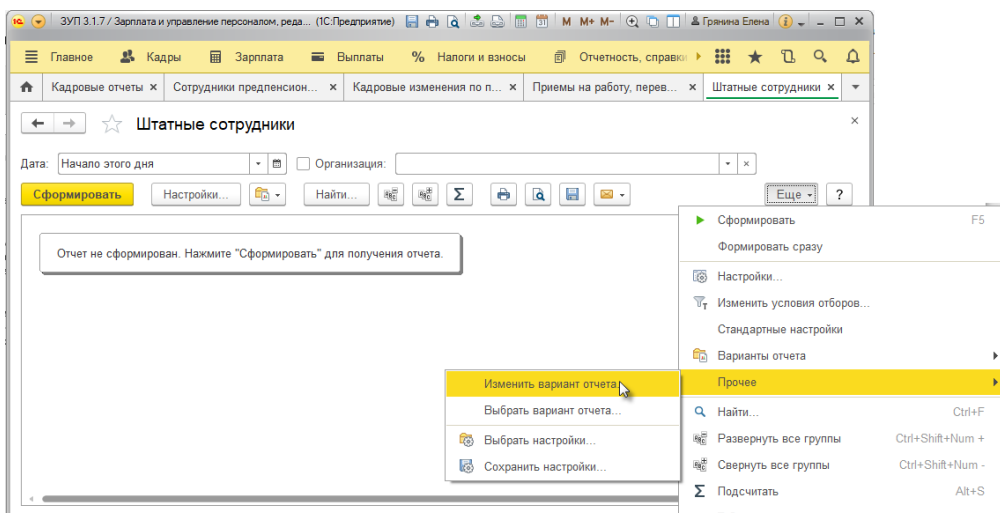 ЗУП 3.1.7 / Зарплата и управление персоналом, реда... (1С:Предприятие) M M+ M- Грянина Елена
Главное Кадры Зарплата Выплаты % Налоги и взносы Отчетность, справки
Кадровые отчеты × Сотрудники предпенсион... × Кадровые изменения по п... × Приемы на работу, перев... × Штатные сотрудники ×
Штатные сотрудники
Дата: Начало этого дня Организация:
Сформировать Настройки... Найти... Σ Еще ?
Отчет не сформирован. Нажмите "Сформировать" для получения отчета.
Сформировать F5
Формировать сразу
Настройки...
Изменить условия отборов...
Стандартные настройки
Варианты отчета
Прочее
Изменить вариант отчета...
Выбрать вариант отчета...
Выбрать настройки...
Сохранить настройки...
Найти... Ctrl+F
Развернуть все группы Ctrl+Shift+Num +
Свернуть все группы Ctrl+Shift+Num -
Σ Подсчитать Alt+S